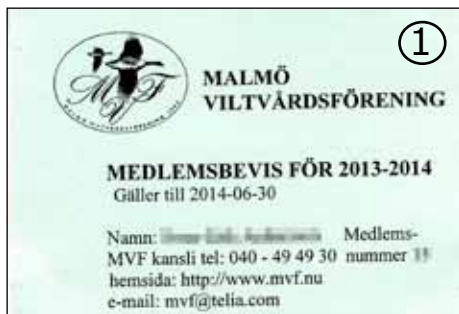 ①
MVF
MALMÖ
VILTVÅRDSFÖRENING
MEDLEMSBEVIS FÖR 2013-2014
Gäller till 2014-06-30
Namn: Medlems-
MVF kansli tel: 040 - 49 49 30 nummer
hemsida: http://www.mvf.nu
e-mail: mvf@telia.com